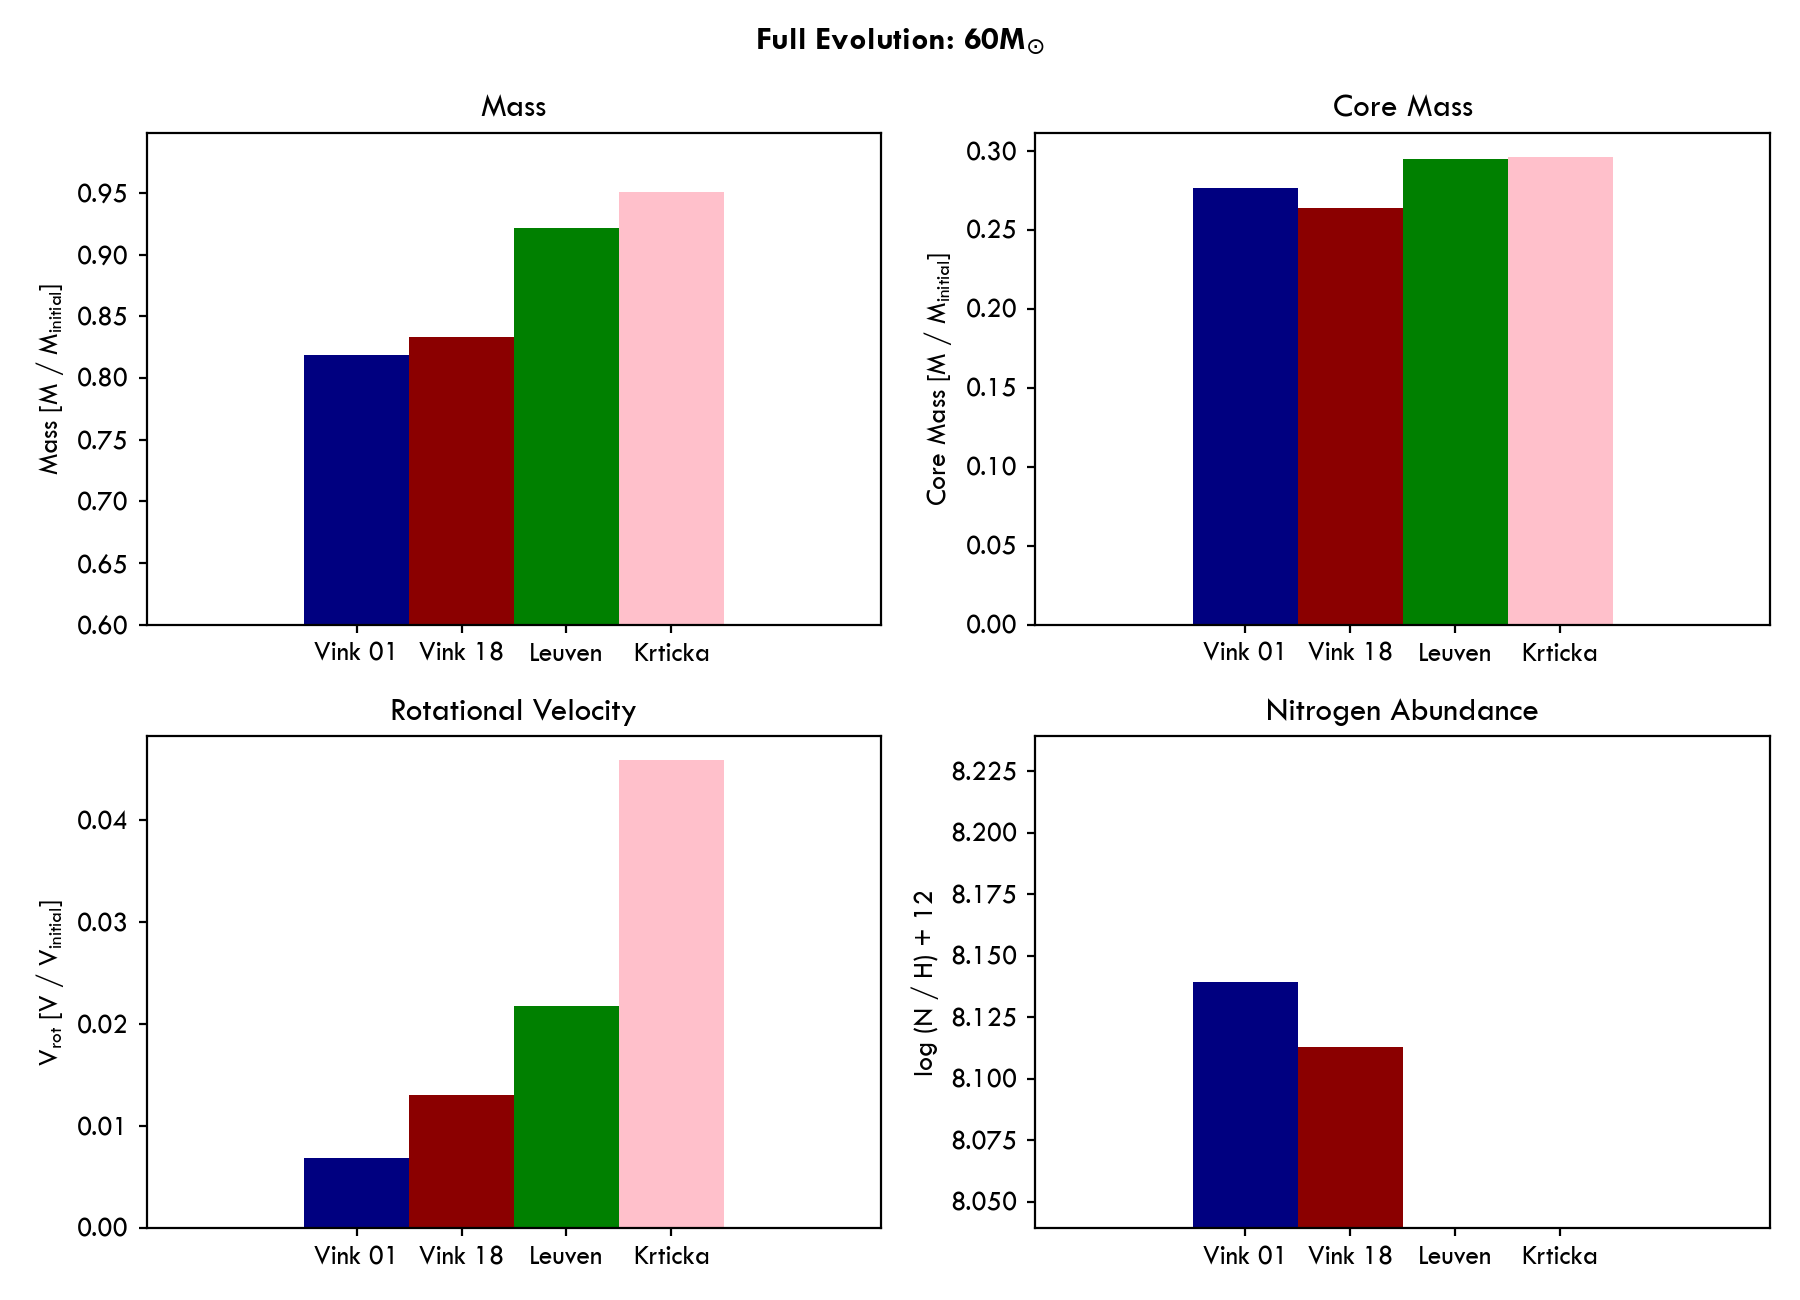 Full Evolution: 60M☉
Mass
Mass [M / Minitial]
0.95
0.90
0.85
0.80
0.75
0.70
0.65
0.60
Vink 01 Vink 18 Leuven Krticka
Core Mass
Core Mass [M / Minitial]
0.30
0.25
0.20
0.15
0.10
0.05
0.00
Vink 01 Vink 18 Leuven Krticka
Rotational Velocity
Vrot [V / Vinitial]
0.04
0.03
0.02
0.01
0.00
Vink 01 Vink 18 Leuven Krticka
Nitrogen Abundance
log (N / H) + 12
8.225
8.200
8.175
8.150
8.125
8.100
8.075
8.050
Vink 01 Vink 18 Leuven Krticka